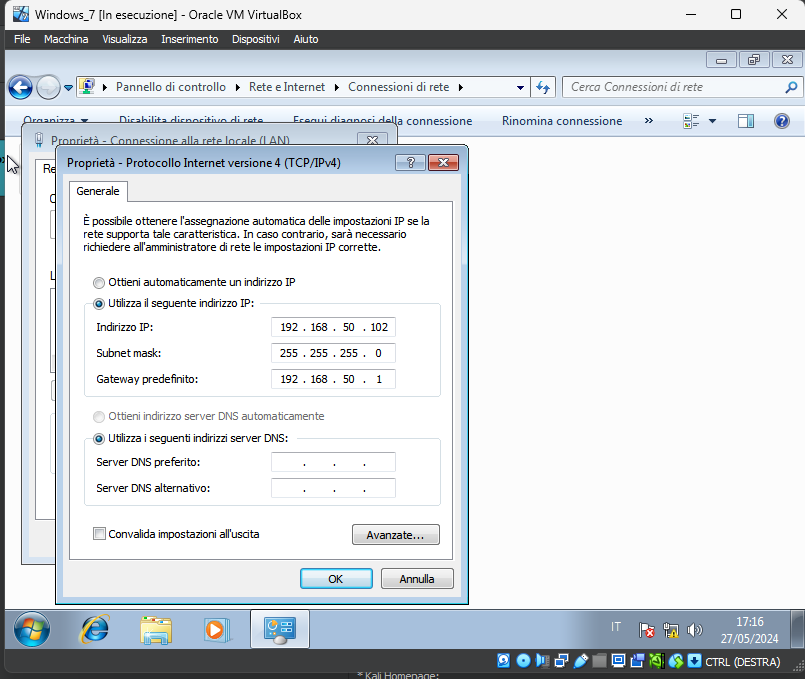 Windows_7 [In esecuzione] - Oracle VM VirtualBox
File Macchina Visualizza Inserimento Dispositivi Aiuto
Pannello di controllo Rete e Internet Connessioni di rete Cerca Connessioni di rete
Organizza Disabilita dispositivo di rete Esegui diagnosi della connessione Rinomina connessione »
Proprietà - Connessione alla rete locale (LAN)
Proprietà - Protocollo Internet versione 4 (TCP/IPv4)
Re
Generale
È possibile ottenere l'assegnazione automatica delle impostazioni IP se la
rete supporta tale caratteristica. In caso contrario, sarà necessario
richiedere all'amministratore di rete le impostazioni IP corrette.
Ottieni automaticamente un indirizzo IP
Utilizza il seguente indirizzo IP:
Indirizzo IP: 192 . 168 . 50 . 102
Subnet mask: 255 . 255 . 255 . 0
Gateway predefinito: 192 . 168 . 50 . 1
Ottieni indirizzo server DNS automaticamente
Utilizza i seguenti indirizzi server DNS:
Server DNS preferito: . . .
Server DNS alternativo: . . .
Convalida impostazioni all'uscita Avanzate...
OK Annulla
IT 17:16
27/05/2024
CTRL (DESTRA)
* Kali Homepage: